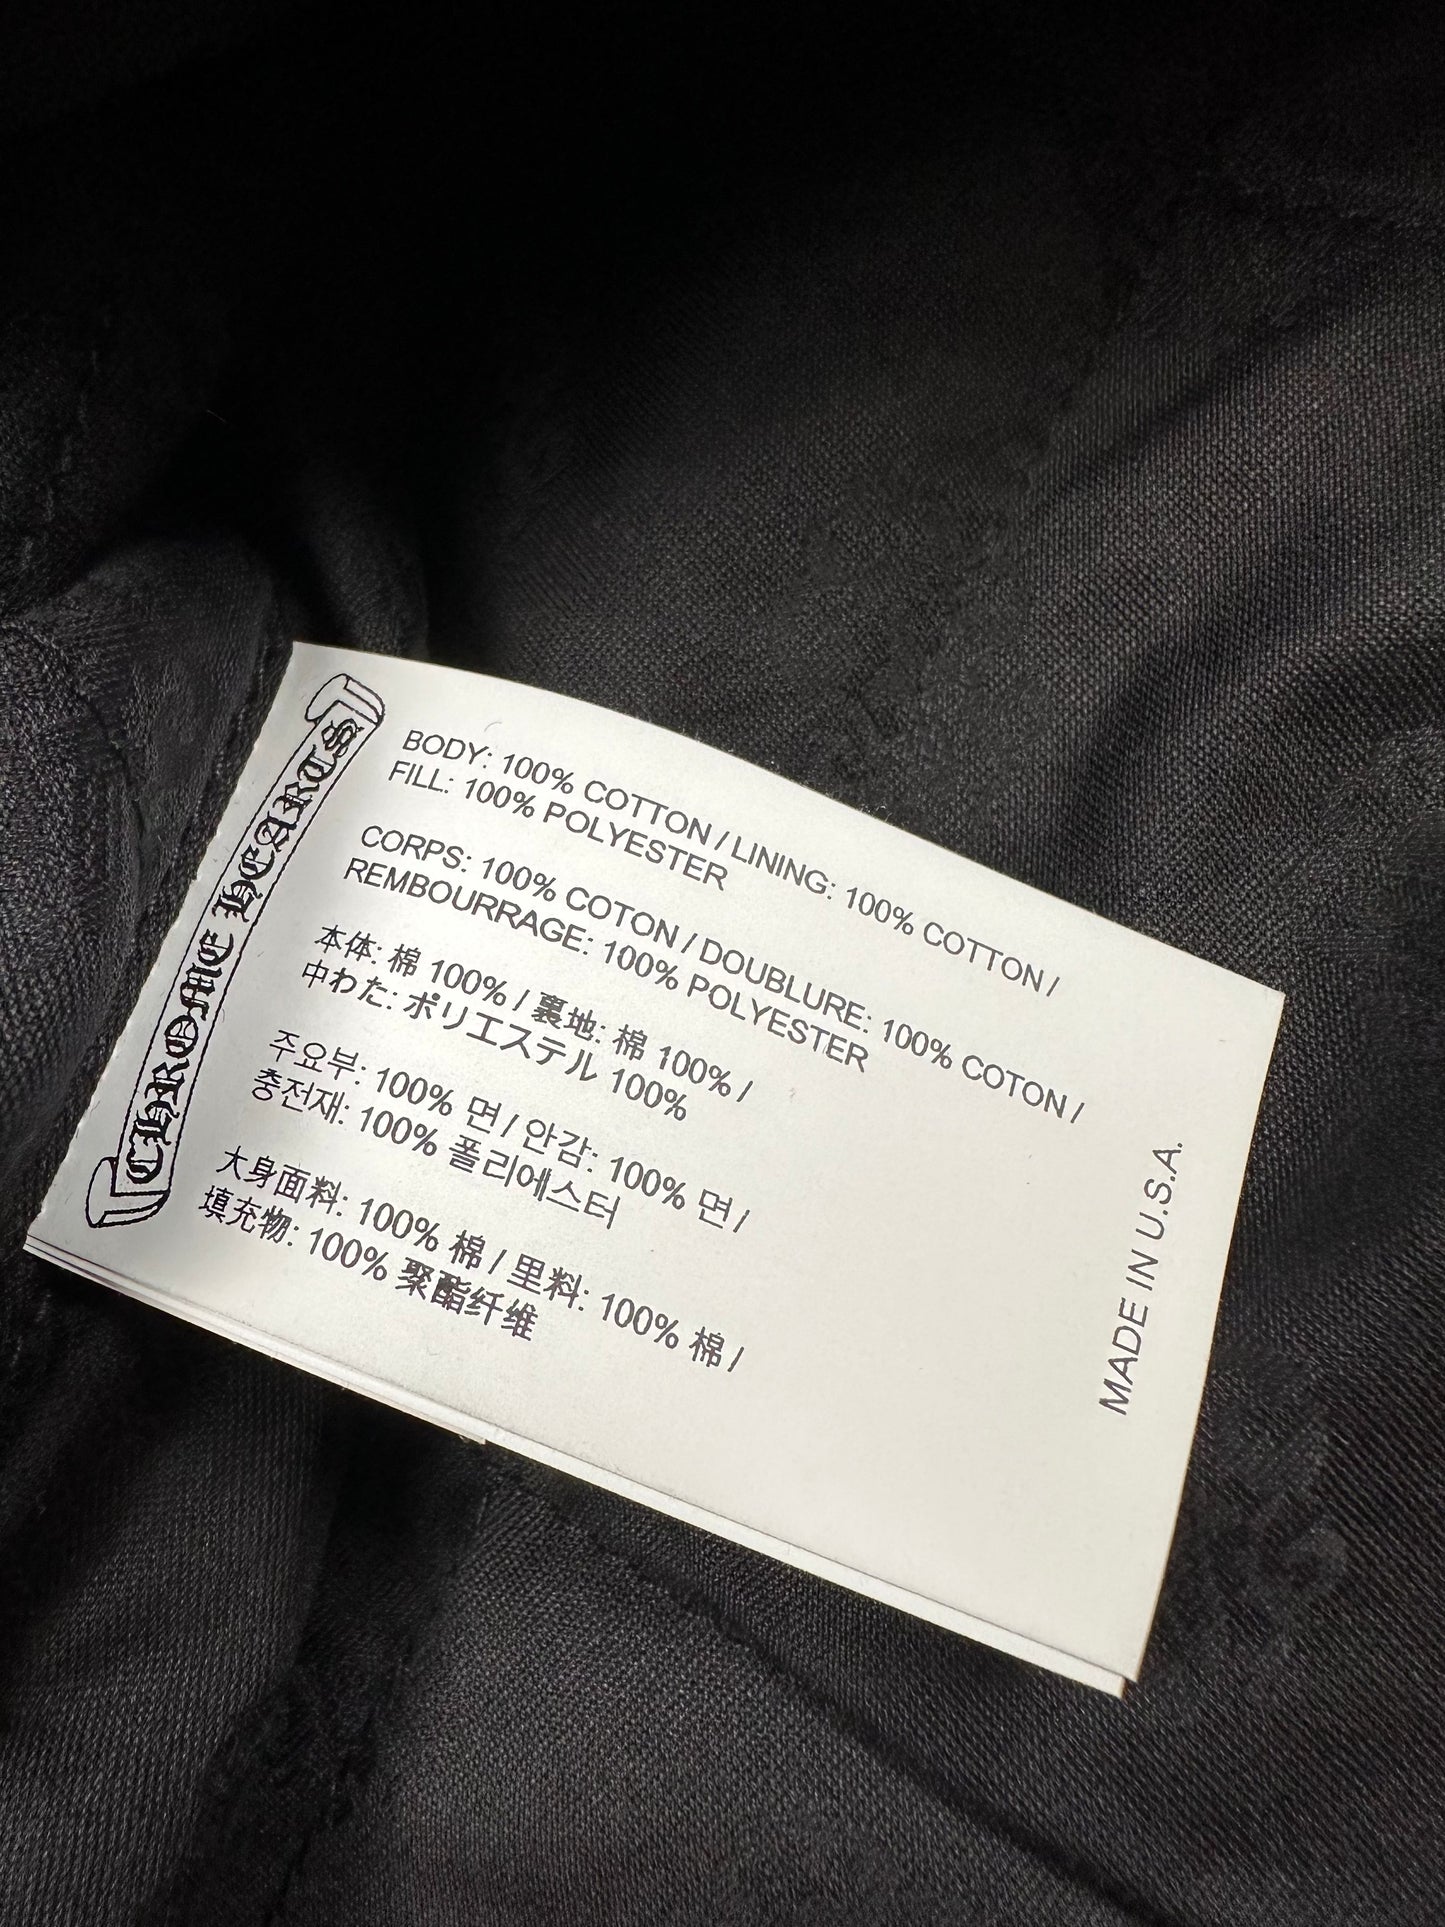 CHROME HEARTS
BODY: 100% COTTON / LINING: 100% COTTON /
FILL: 100% POLYESTER
CORPS: 100% COTON / DOUBLURE: 100% COTON /
REMBOURRAGE: 100% POLYESTER
本体: 棉 100% / 裏地: 棉 100% /
中わた: ポリエステル 100%
주요부: 100% 면 / 안감: 100% 면 /
충전재: 100% 폴리에스터
大身面料: 100% 棉 / 里料: 100% 棉 /
填充物: 100% 聚酯纤维
MADE IN U.S.A.